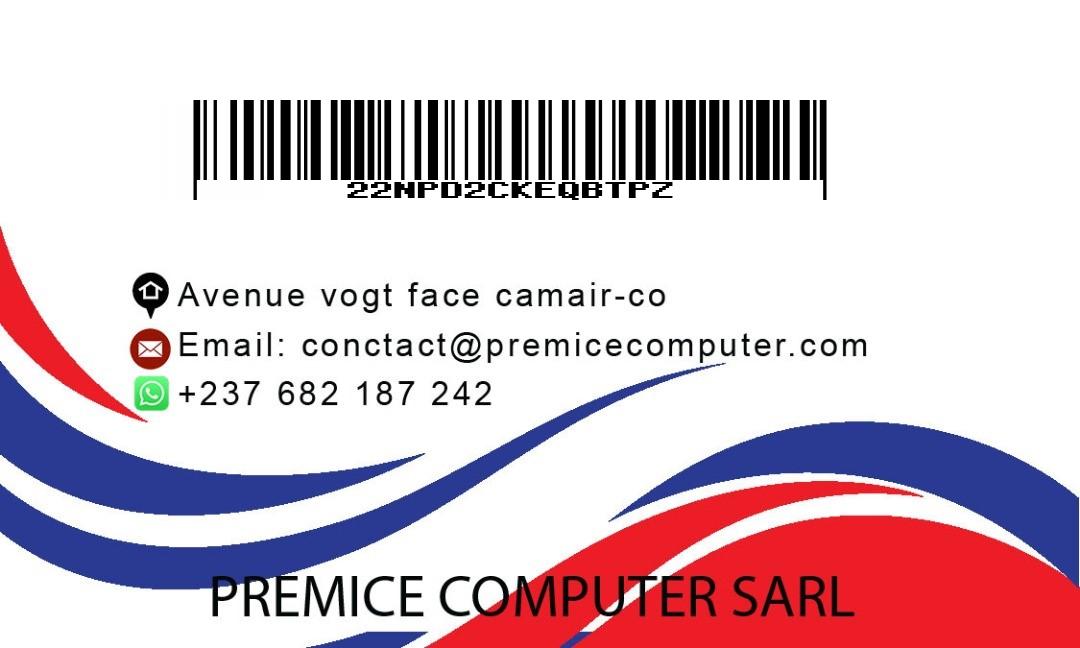 22NPD2CKEQBTPZ
Avenue vogt face camair-co
Email: conctact@premicecomputer.com
+237 682 187 242
PREMICE COMPUTER SARL